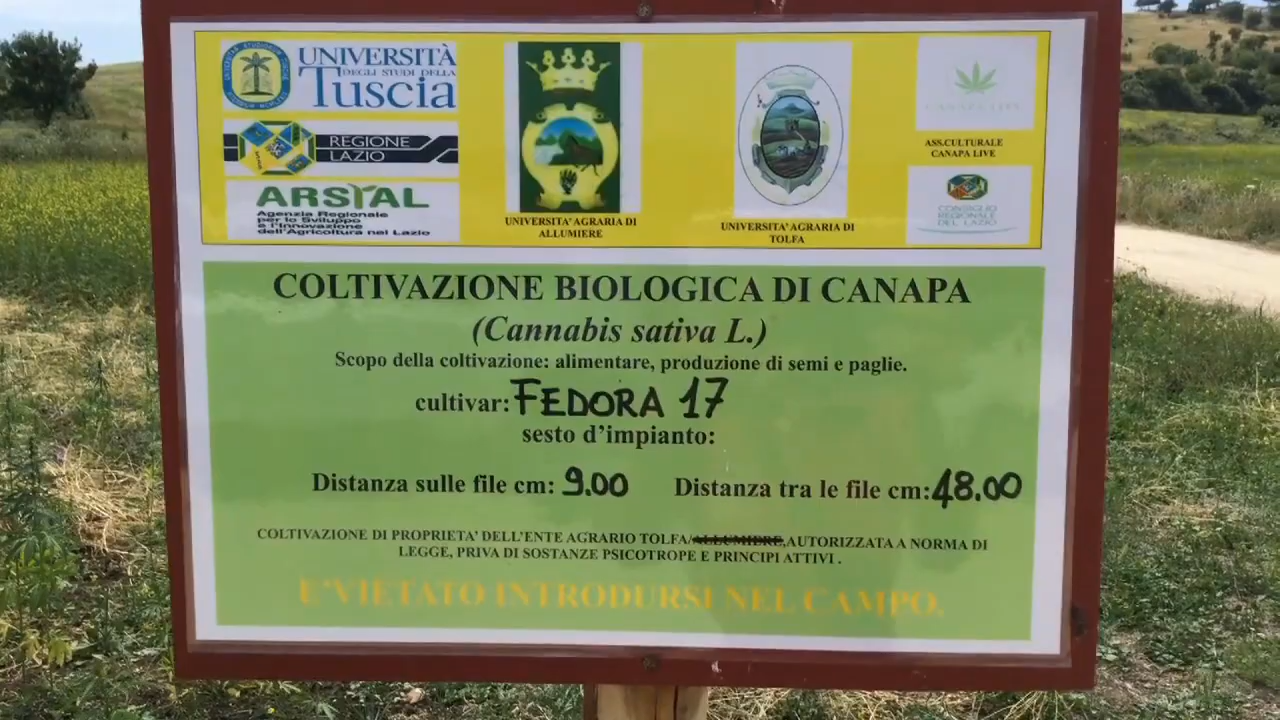 UNIVERSITÀ
DEGLI STUDI DELLA
Tuscia
REGIONE
LAZIO
ARSIAL
Agenzia Regionale
per lo Sviluppo
e l'Innovazione
dell'Agricoltura nel Lazio
UNIVERSITA' AGRARIA DI
ALLUMIERE
UNIVERSITA' AGRARIA DI
TOLFA
CANAPA LIVE
ASS.CULTURALE
CANAPA LIVE
CONSIGLIO
REGIONALE
DEL LAZIO
COLTIVAZIONE BIOLOGICA DI CANAPA
(Cannabis sativa L.)
Scopo della coltivazione: alimentare, produzione di semi e paglie.
cultivar: FEDORA 17
sesto d'impianto:
Distanza sulle file cm: 9.00 Distanza tra le file cm: 48.00
COLTIVAZIONE DI PROPRIETA' DELL'ENTE AGRARIO TOLFA/ALLUMIERE,AUTORIZZATA A NORMA DI
LEGGE, PRIVA DI SOSTANZE PSICOTROPE E PRINCIPI ATTIVI .
E' VIETATO INTRODURSI NEL CAMPO.